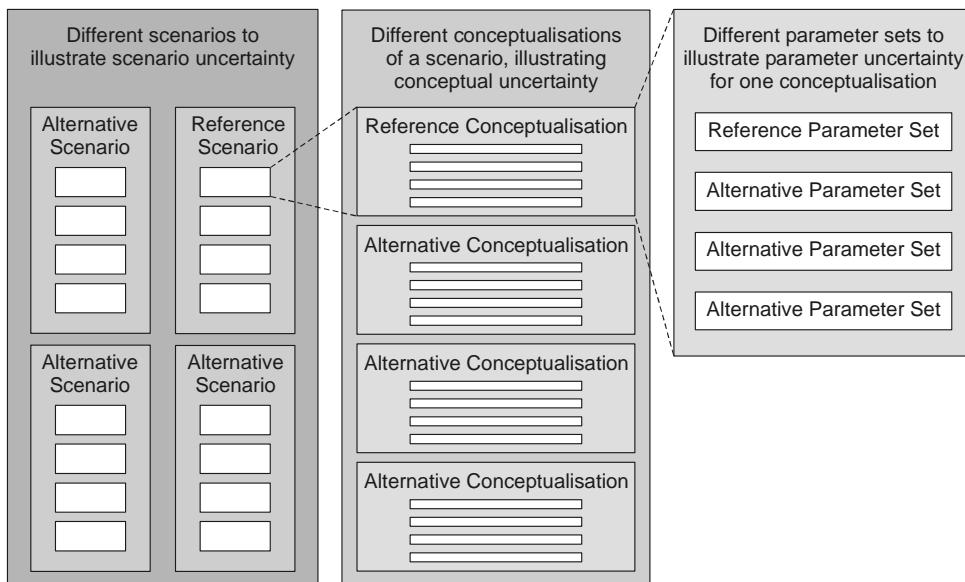 Different scenarios to
illustrate scenario uncertainty
Alternative
Scenario
Reference
Scenario
Alternative
Scenario
Alternative
Scenario
Different conceptualisations
of a scenario, illustrating
conceptual uncertainty
Reference Conceptualisation
Alternative Conceptualisation
Alternative Conceptualisation
Alternative Conceptualisation
Different parameter sets to
illustrate parameter uncertainty
for one conceptualisation
Reference Parameter Set
Alternative Parameter Set
Alternative Parameter Set
Alternative Parameter Set